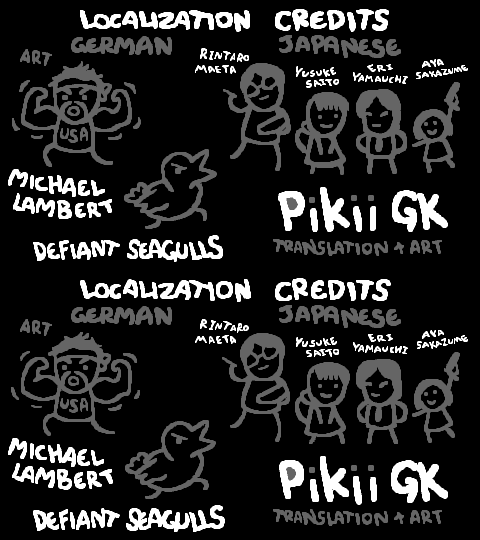 LOCALIZATION CREDITS
GERMAN JAPANESE
ART
RINTARO
MAETA
YUSUKE
SAITO
ERI
YAMAUCHI
AYA
SAKAZUME
USA
MICHAEL
LAMBERT
Pikii GK
DEFIANT SEAGULLS
TRANSLATION + ART
LOCALIZATION CREDITS
GERMAN JAPANESE
ART
RINTARO
MAETA
YUSUKE
SAITO
ERI
YAMAUCHI
AYA
SAKAZUME
USA
MICHAEL
LAMBERT
Pikii GK
DEFIANT SEAGULLS
TRANSLATION + ART